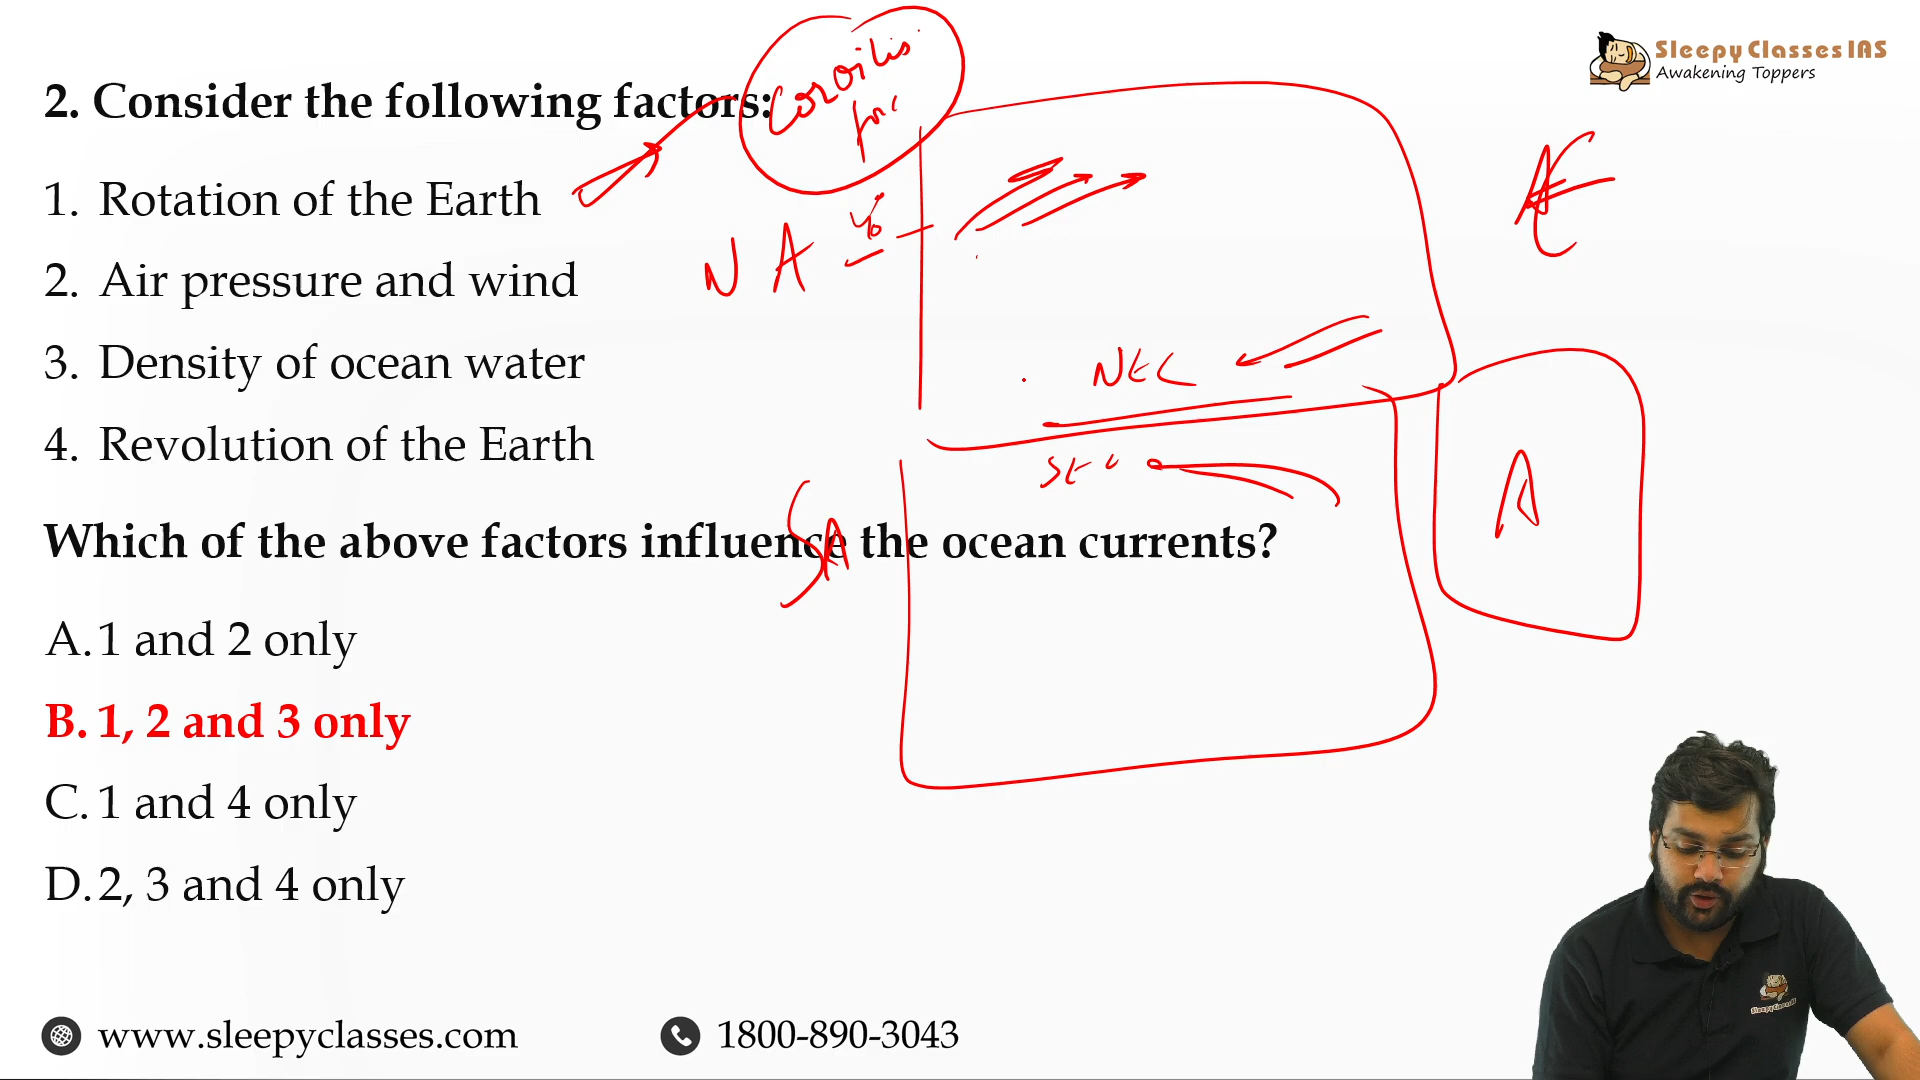 Sleepy Classes IAS
Awakening Toppers
2. Consider the following factors:
Coroilis
forc
1. Rotation of the Earth
2. Air pressure and wind
3. Density of ocean water
4. Revolution of the Earth
N A
NEC
SEC
SA
A
Which of the above factors influence the ocean currents?
A. 1 and 2 only
B. 1, 2 and 3 only
C. 1 and 4 only
D. 2, 3 and 4 only
www.sleepyclasses.com
1800-890-3043